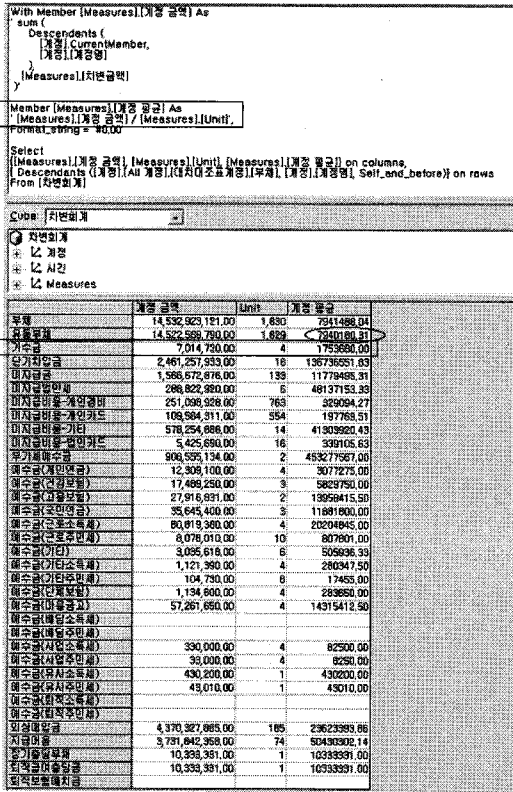 With Member [Measures].[계정 금액] As
' sum (
Descendants (
[계정].CurrentMember,
[계정].[계정명]
),
[Measures].[차변금액]
)'
Member [Measures].[계정 평균] As
' [Measures].[계정 금액] / [Measures].[Unit]',
Format_string = '#0.00'
Select
{[Measures].[계정 금액], [Measures].[Unit], [Measures].[계정 평균]} on columns,
{ Descendants ([계정].[All 계정].[대차대조표계정].[부채], [계정].[계정명], Self_and_before)} on rows
From [차변회계]
Cube: 차변회계
차변회계
계정
시간
Measures
계정 금액 Unit 계정 평균
부채 14,532,923,121.00 1,630
유동부채 14,522,589,790.00 1,629
가수금 7,014,720.00 4 1753680.00
단기차입금 2,461,257,933.00 18 136736551.83
미지급금 1,566,672,876.00 133 11779495.31
미지급법인세 288,822,920.00 6 48137153.33
미지급비용-개인경비 251,098,928.00 763 329094.27
미지급비용-개인카드 109,564,311.00 554 197769.51
미지급비용-기타 578,254,886.00 14 41303920.43
미지급비용-법인카드 5,425,690.00 16 339105.63
부가세예수금 906,555,134.00 2 453277567.00
예수금(개인연금) 12,309,100.00 4 3077275.00
예수금(건강보험) 17,489,250.00 3 5829750.00
예수금(고용보험) 27,916,831.00 2 13958415.50
예수금(국민연금) 35,645,400.00 3 11881800.00
예수금(근로소득세) 80,819,380.00 4 20204845.00
예수금(근로주민세) 8,078,010.00 10 807801.00
예수금(기타) 3,035,618.00 6 505936.33
예수금(기타소득세) 1,121,390.00 4 280347.50
예수금(기타주민세) 104,730.00 6 17455.00
예수금(단체보험) 1,134,600.00 4 283650.00
예수금(마을금고) 57,261,650.00 4 14315412.50
예수금(배당소득세)
예수금(배당주민세)
예수금(사업소득세) 330,000.00 4 82500.00
예수금(사업주민세) 33,000.00 4 8250.00
예수금(유사소득세) 430,200.00 1 430200.00
예수금(유사주민세) 43,010.00 1 43010.00
예수금(퇴직소득세)
예수금(퇴직주민세)
외상매입금 4,370,327,865.00 185 23623393.86
지급어음 3,731,842,358.00 74 50430302.14
장기충당부채 10,333,331.00 1 10333331.00
퇴직급여충당금 10,333,331.00 1 10333331.00
퇴직보험예치금